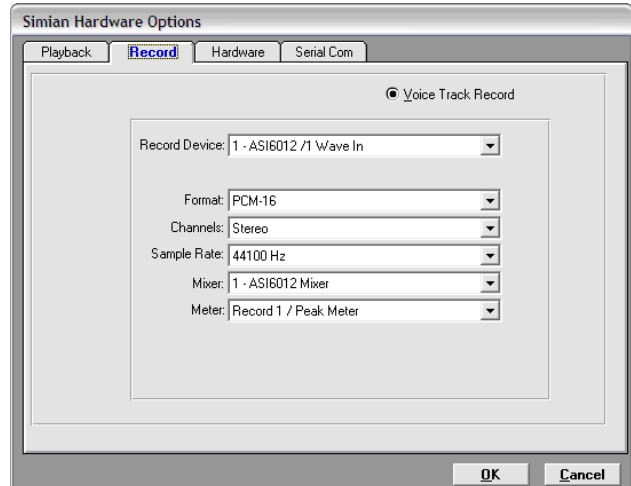 Simian Hardware Options
Playback Record Hardware Serial Com
Voice Track Record
Record Device: 1 - ASI6012 /1 Wave In
Format: PCM-16
Channels: Stereo
Sample Rate: 44100 Hz
Mixer: 1 - ASI6012 Mixer
Meter: Record 1 / Peak Meter
OK Cancel